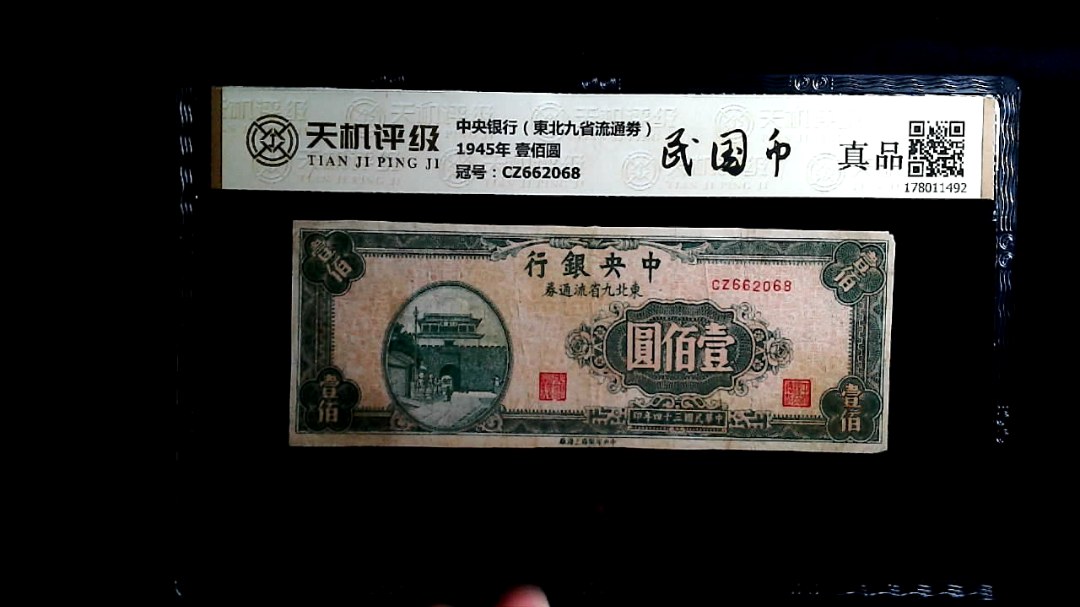 天机评级
TIAN JI PING JI
中央银行（東北九省流通券）
1945年 壹佰圆
冠号：CZ662068
民国币
真品
178011492
壹佰
壹佰
中央銀行
東北九省流通券
CZ662068
壹佰圓
壹佰
壹佰
中華民國三十四年印